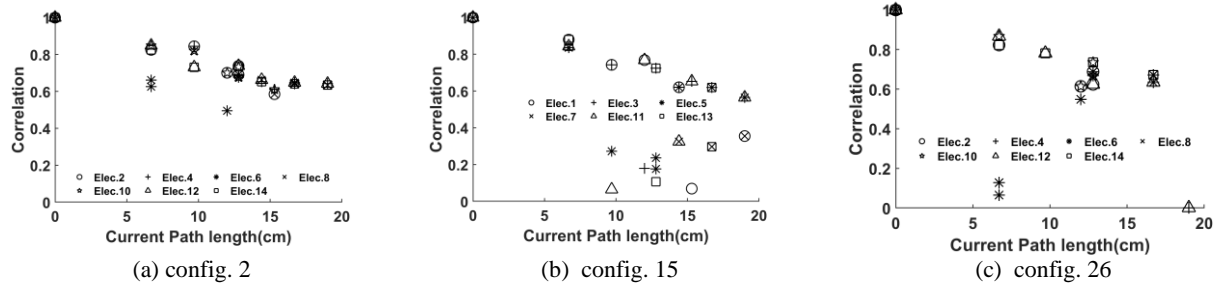 1
0.8
0.6
0.4
0.2
0
Correlation
Elec.2 Elec.4 Elec.6 Elec.8
Elec.10 Elec.12 Elec.14
0 5 10 15 20
Current Path length(cm)
(a) config. 2
1
0.8
0.6
0.4
0.2
0
Correlation
Elec.1 Elec.3 Elec.5
Elec.7 Elec.11 Elec.13
0 5 10 15 20
Current Path length(cm)
(b) config. 15
1
0.8
0.6
0.4
0.2
0
Correlation
Elec.2 Elec.4 Elec.6 Elec.8
Elec.10 Elec.12 Elec.14
0 5 10 15 20
Current Path length(cm)
(c) config. 26